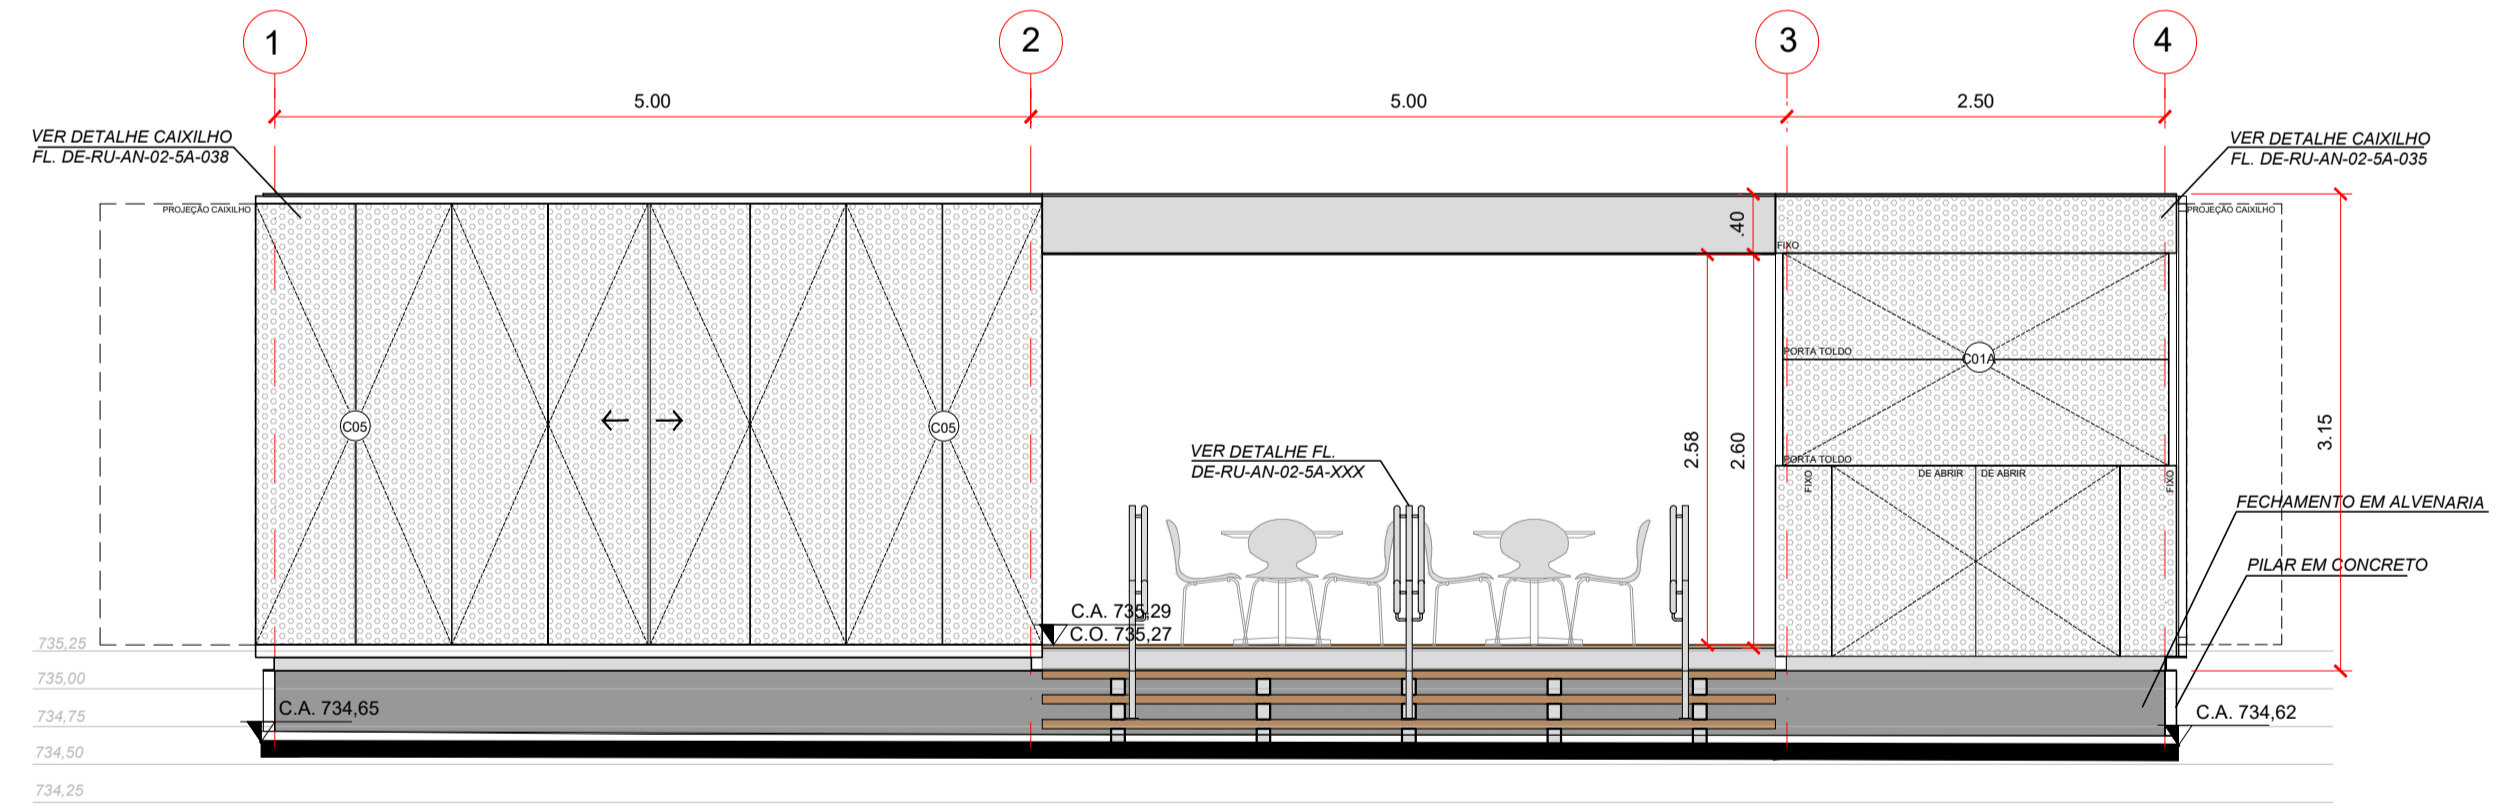 1
2
3
4
5.00
5.00
2.50
VER DETALHE CAIXILHO
FL. DE-RU-AN-02-5A-038
VER DETALHE CAIXILHO
FL. DE-RU-AN-02-5A-035
PROJEÇÃO CAIXILHO
PROJEÇÃO CAIXILHO
.40
FIXO
PORTA TOLDO
C01A
C05
C05
2.58
2.60
3.15
VER DETALHE FL.
DE-RU-AN-02-5A-XXX
PORTA TOLDO
FIXO
DE ABRIR
DE ABRIR
FIXO
FECHAMENTO EM ALVENARIA
PILAR EM CONCRETO
C.A. 735,29
C.O. 735,27
735,25
735,00
734,75
734,50
734,25
C.A. 734,65
C.A. 734,62